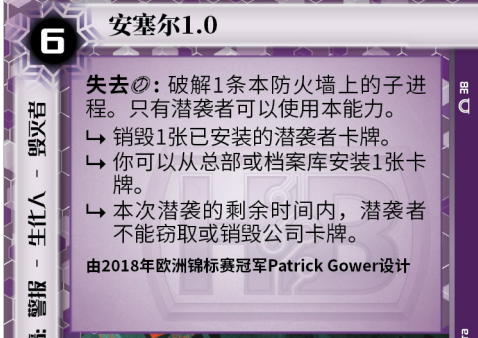 6
安塞尔1.0
失去：破解1条本防火墙上的子进
程。只有潜袭者可以使用本能力。
↳ 销毁1张已安装的潜袭者卡牌。
↳ 你可以从总部或档案库安装1张卡
牌。
↳ 本次潜袭的剩余时间内，潜袭者
不能窃取或销毁公司卡牌。
由2018年欧洲锦标赛冠军Patrick Gower设计
警报 - 生化人 - 毁灭者
38